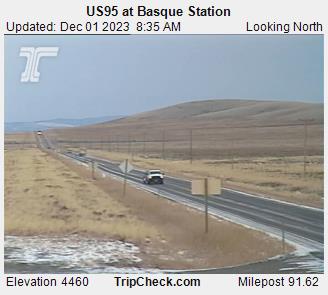 US95 at Basque Station
Updated: Dec 01 2023 8:35 AM Looking North
Elevation 4460 TripCheck.com Milepost 91.62